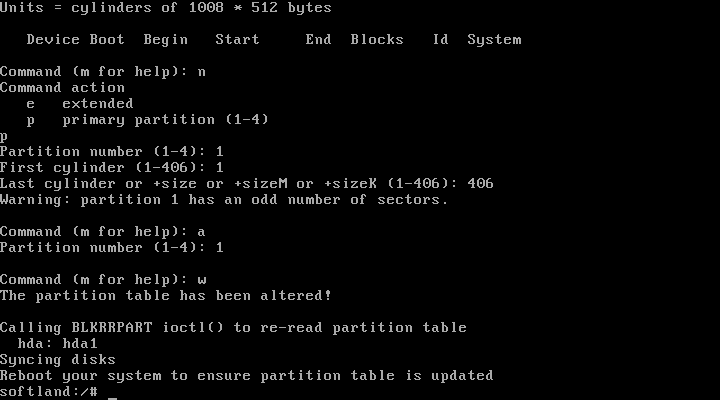 Units = cylinders of 1008 * 512 bytes
   Device Boot  Begin   Start     End  Blocks   Id  System
Command (m for help): n
Command action
   e   extended
   p   primary partition (1-4)
p
Partition number (1-4): 1
First cylinder (1-406): 1
Last cylinder or +size or +sizeM or +sizeK (1-406): 406
Warning: partition 1 has an odd number of sectors.
Command (m for help): a
Partition number (1-4): 1
Command (m for help): w
The partition table has been altered!
Calling BLKRRPART ioctl() to re-read partition table
  hda: hda1
Syncing disks
Reboot your system to ensure partition table is updated
softland:/# _